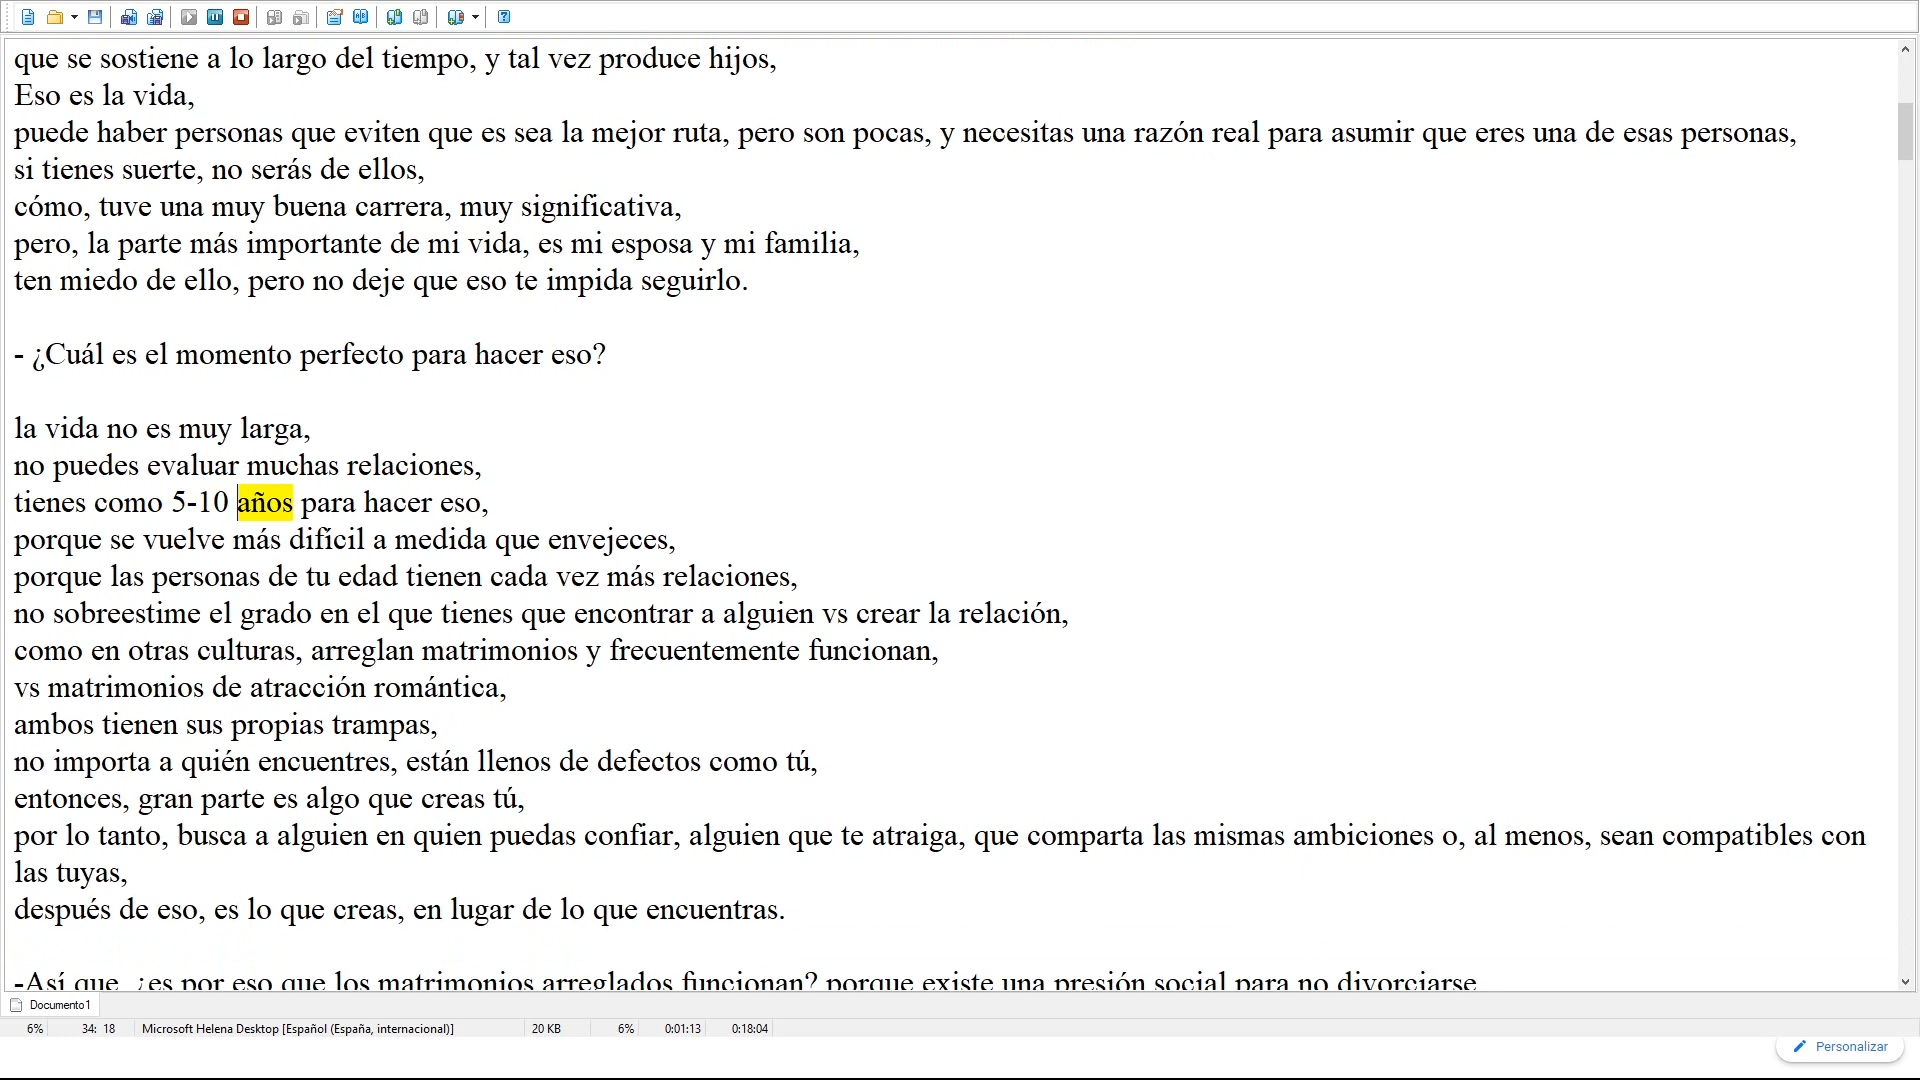 que se sostiene a lo largo del tiempo, y tal vez produce hijos,
Eso es la vida,
puede haber personas que eviten que es sea la mejor ruta, pero son pocas, y necesitas una razón real para asumir que eres una de esas personas,
si tienes suerte, no serás de ellos,
cómo, tuve una muy buena carrera, muy significativa,
pero, la parte más importante de mi vida, es mi esposa y mi familia,
ten miedo de ello, pero no deje que eso te impida seguirlo.
- ¿Cuál es el momento perfecto para hacer eso?
la vida no es muy larga,
no puedes evaluar muchas relaciones,
tienes como 5-10 años para hacer eso,
porque se vuelve más difícil a medida que envejeces,
porque las personas de tu edad tienen cada vez más relaciones,
no sobreestime el grado en el que tienes que encontrar a alguien vs crear la relación,
como en otras culturas, arreglan matrimonios y frecuentemente funcionan,
vs matrimonios de atracción romántica,
ambos tienen sus propias trampas,
no importa a quién encuentres, están llenos de defectos como tú,
entonces, gran parte es algo que creas tú,
por lo tanto, busca a alguien en quien puedas confiar, alguien que te atraiga, que comparta las mismas ambiciones o, al menos, sean compatibles con
las tuyas,
después de eso, es lo que creas, en lugar de lo que encuentras.
-Así que, ¿es por eso que los matrimonios arreglados funcionan? porque existe una presión social para no divorciarse
Documento1
6% 34: 18 Microsoft Helena Desktop [Español (España, internacional)] 20 KB 6% 0:01:13 0:18:04
Personalizar